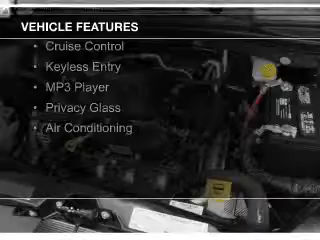 VEHICLE FEATURES
• Cruise Control
• Keyless Entry
• MP3 Player
• Privacy Glass
• Air Conditioning